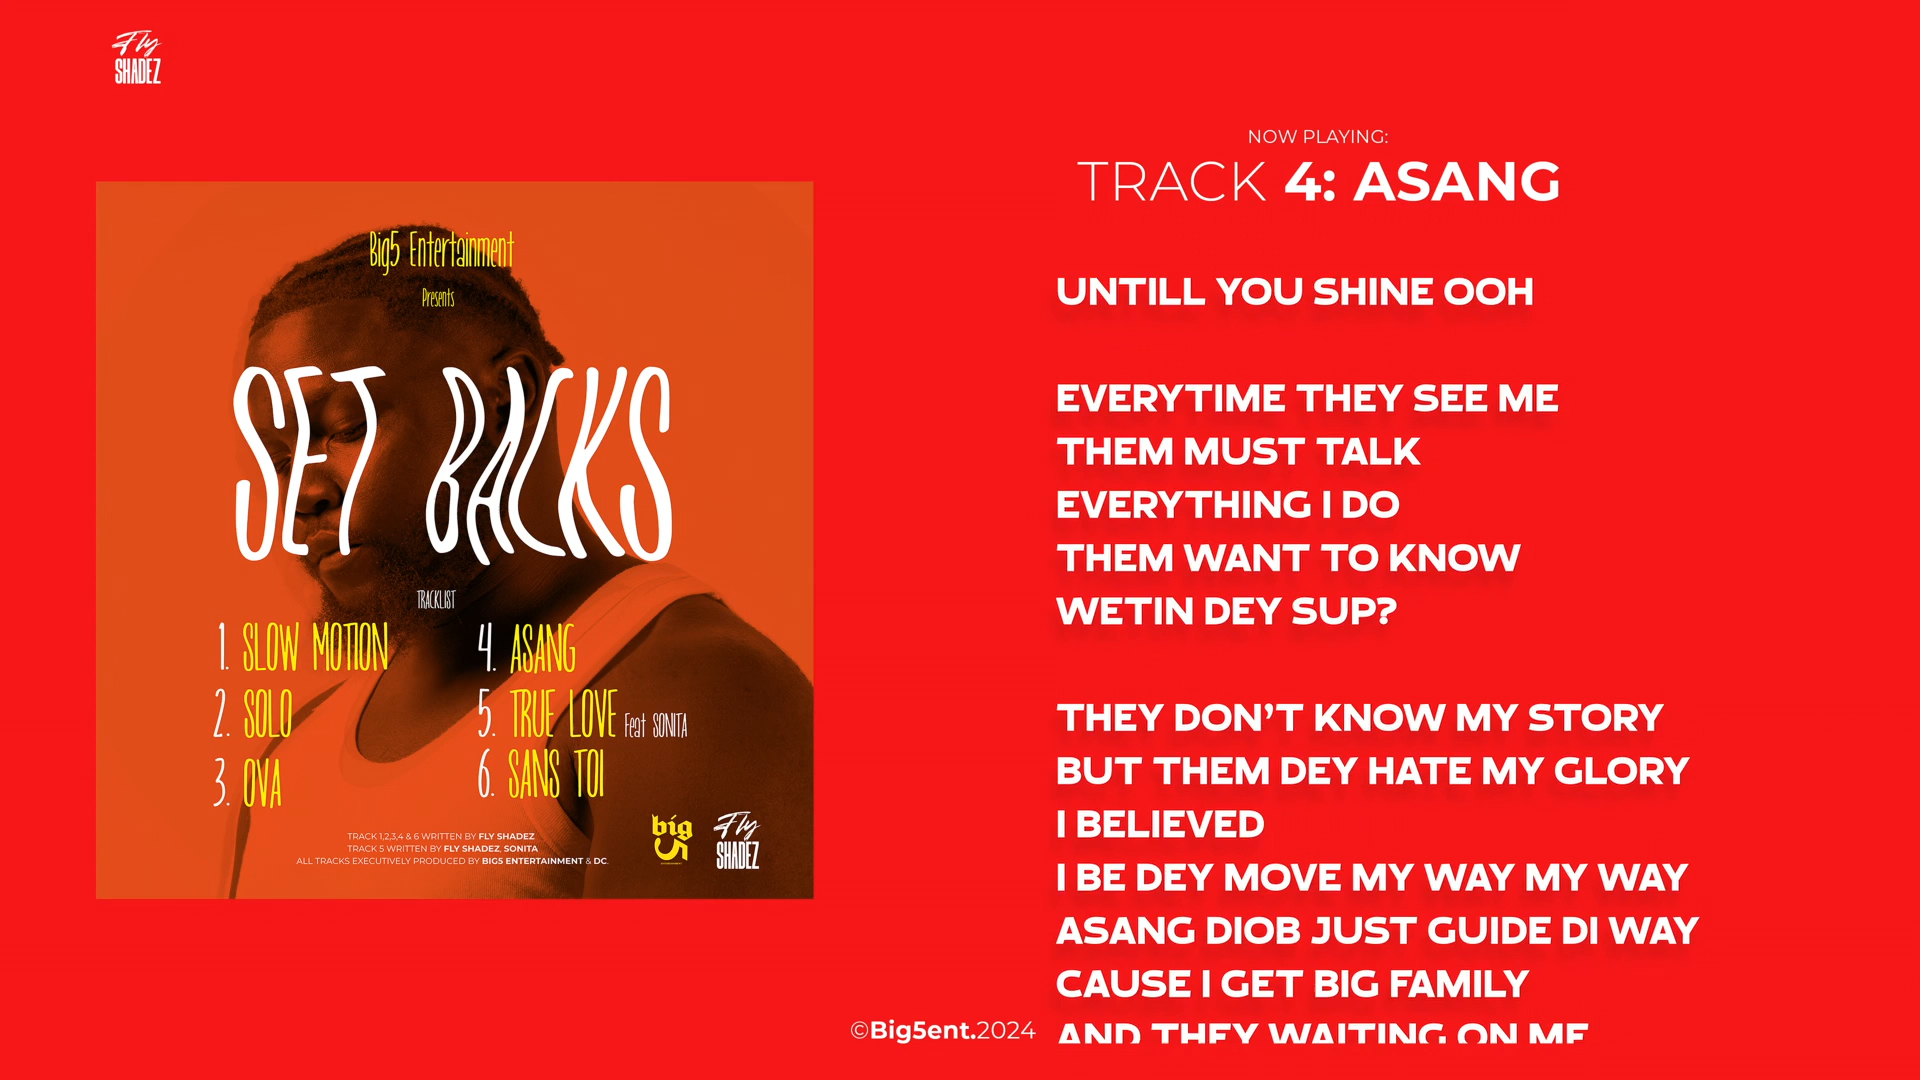 Fly
SHADEZ
Big5 Entertainment
Presents
SET BACKS
TRACKLIST
1. SLOW MOTION
2. SOLO
3. OVA
4. ASANG
5. TRUE LOVE Feat SONITA
6. SANS TOI
TRACK 1,2,3,4 & 6 WRITTEN BY FLY SHADEZ
TRACK 5 WRITTEN BY FLY SHADEZ, SONITA
ALL TRACKS EXECUTIVELY PRODUCED BY BIG5 ENTERTAINMENT & DC.
big
5
Fly
SHADEZ
NOW PLAYING:
TRACK 4: ASANG
UNTILL YOU SHINE OOH
EVERYTIME THEY SEE ME
THEM MUST TALK
EVERYTHING I DO
THEM WANT TO KNOW
WETIN DEY SUP?
THEY DON'T KNOW MY STORY
BUT THEM DEY HATE MY GLORY
I BELIEVED
I BE DEY MOVE MY WAY MY WAY
ASANG DIOB JUST GUIDE DI WAY
CAUSE I GET BIG FAMILY
AND THEY WAITING ON ME
©Big5ent.2024